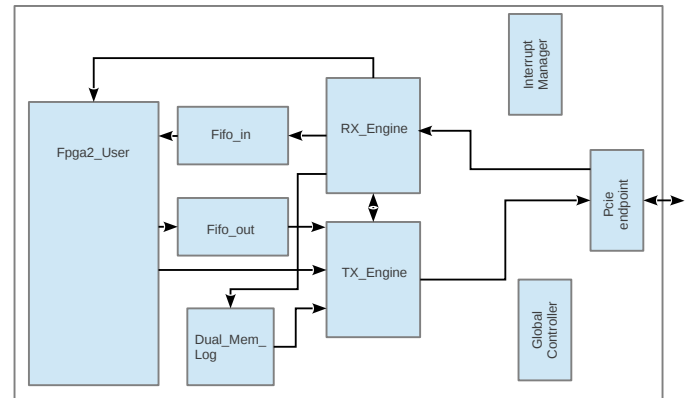 Interrupt
Manager
RX_Engine
Fifo_in
Fpga2_User
Pcie
endpoint
Fifo_out
TX_Engine
Global
Controller
Dual_Mem_
Log